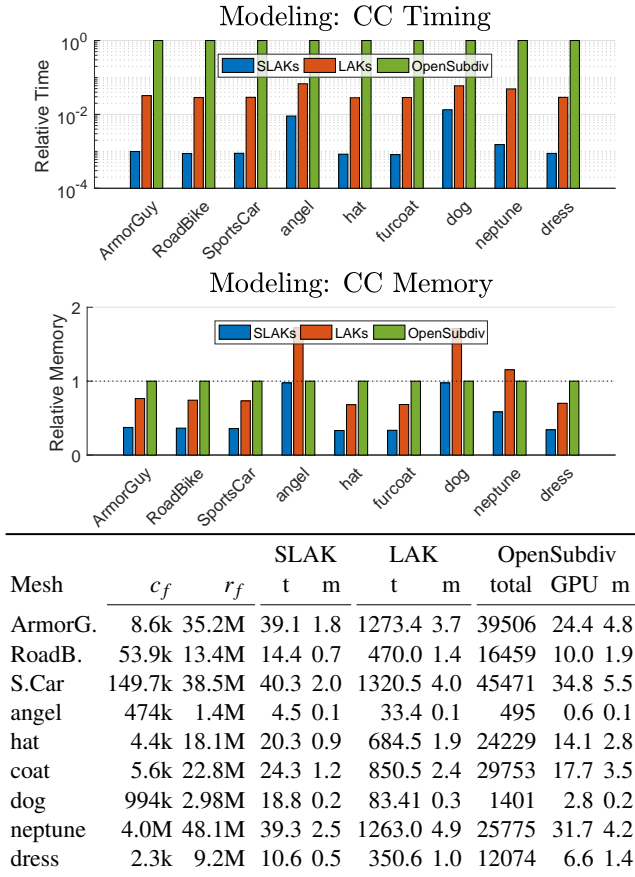 Modeling: CC Timing
10^0
SLAKs LAKs OpenSubdiv
10^-2
10^-4
Relative Time
ArmorGuy RoadBike SportsCar angel hat furcoat dog neptune dress
Modeling: CC Memory
2
SLAKs LAKs OpenSubdiv
1
0
Relative Memory
ArmorGuy RoadBike SportsCar angel hat furcoat dog neptune dress
SLAK LAK OpenSubdiv
Mesh c_f r_f t m t m total GPU m
ArmorG. 8.6k 35.2M 39.1 1.8 1273.4 3.7 39506 24.4 4.8
RoadB. 53.9k 13.4M 14.4 0.7 470.0 1.4 16459 10.0 1.9
S.Car 149.7k 38.5M 40.3 2.0 1320.5 4.0 45471 34.8 5.5
angel 474k 1.4M 4.5 0.1 33.4 0.1 495 0.6 0.1
hat 4.4k 18.1M 20.3 0.9 684.5 1.9 24229 14.1 2.8
coat 5.6k 22.8M 24.3 1.2 850.5 2.4 29753 17.7 3.5
dog 994k 2.98M 18.8 0.2 83.41 0.3 1401 2.8 0.2
neptune 4.0M 48.1M 39.3 2.5 1263.0 4.9 25775 31.7 4.2
dress 2.3k 9.2M 10.6 0.5 350.6 1.0 12074 6.6 1.4